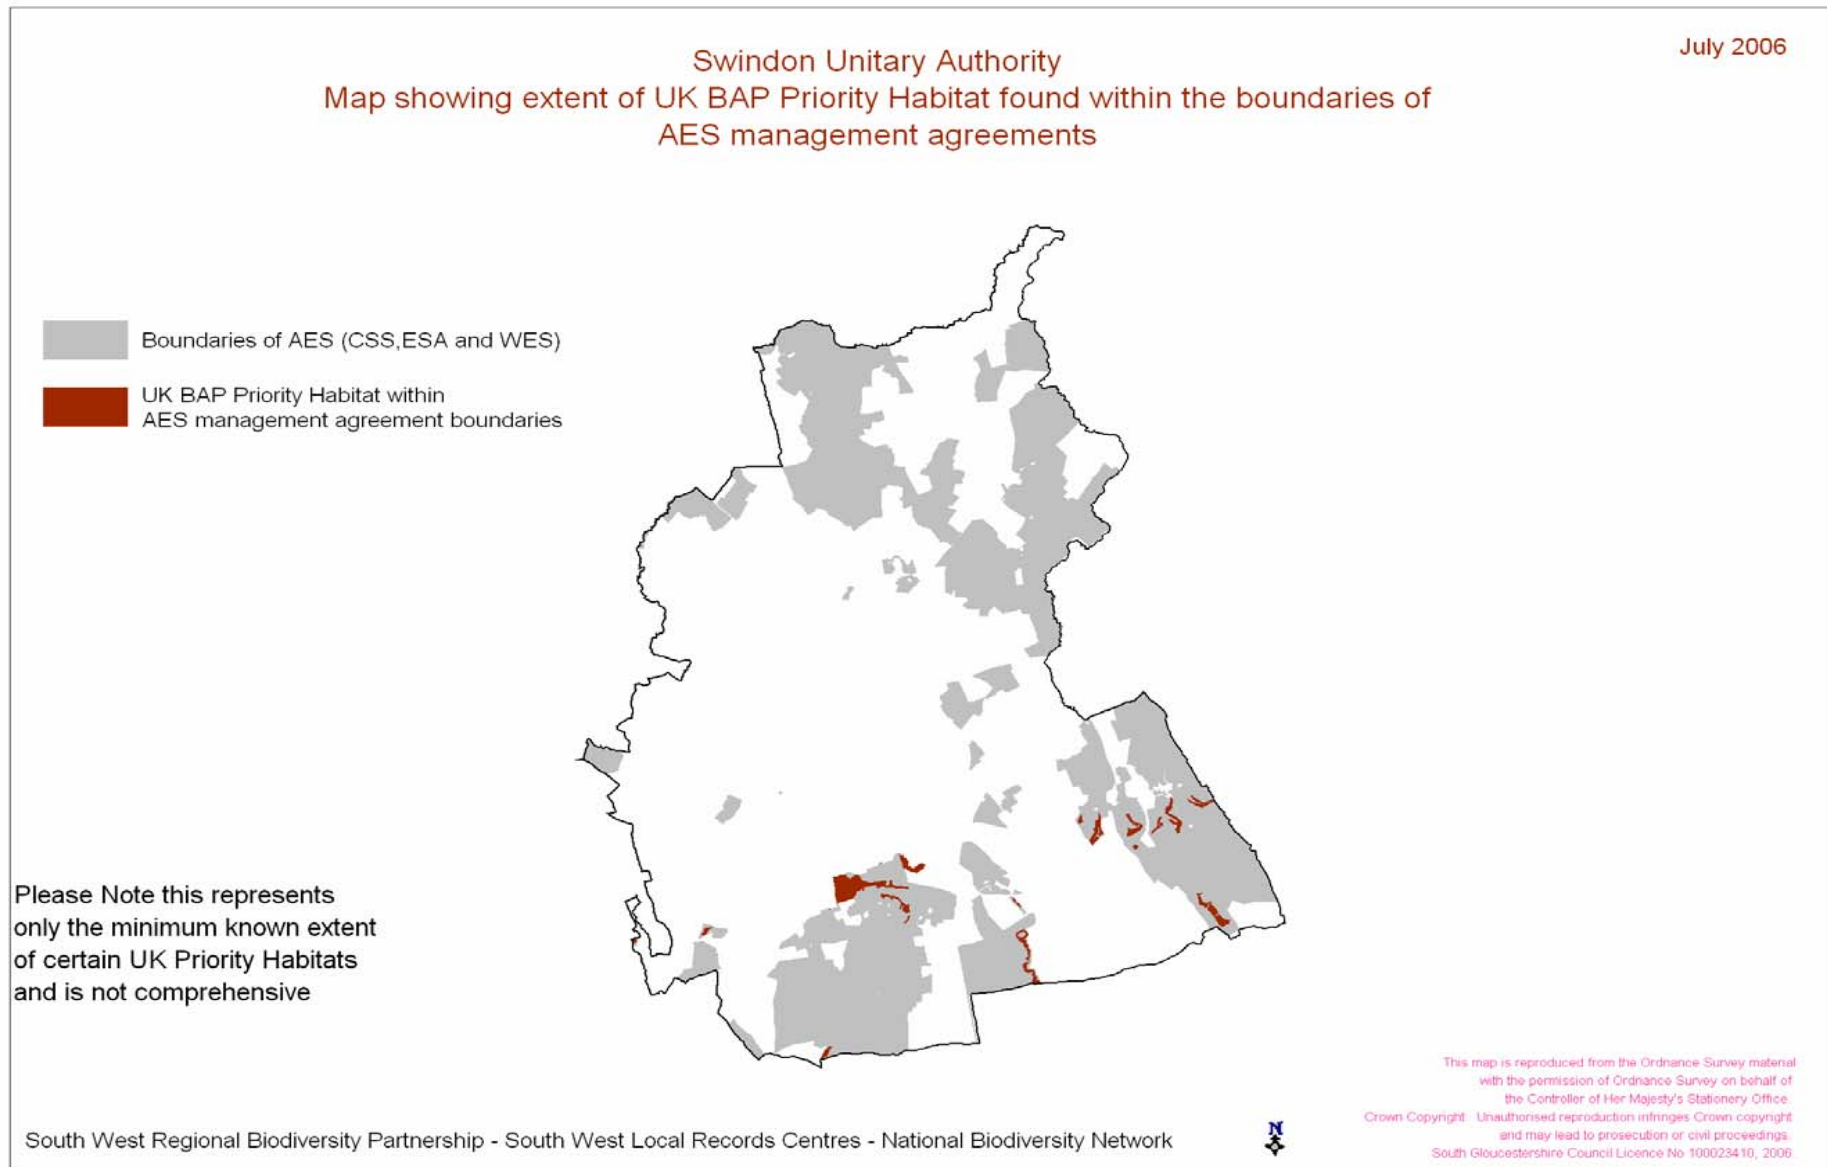 July 2006
Swindon Unitary Authority
Map showing extent of UK BAP Priority Habitat found within the boundaries of
AES management agreements
Boundaries of AES (CSS,ESA and WES)
UK BAP Priority Habitat within
AES management agreement boundaries
Please Note this represents
only the minimum known extent
of certain UK Priority Habitats
and is not comprehensive
This map is reproduced from the Ordnance Survey material
with the permission of Ordnance Survey on behalf of
the Controller of Her Majesty's Stationery Office.
Crown Copyright. Unauthorised reproduction infringes Crown copyright
and may lead to prosecution or civil proceedings.
South Gloucestershire Council Licence No 100023410, 2006.
South West Regional Biodiversity Partnership - South West Local Records Centres - National Biodiversity Network
N